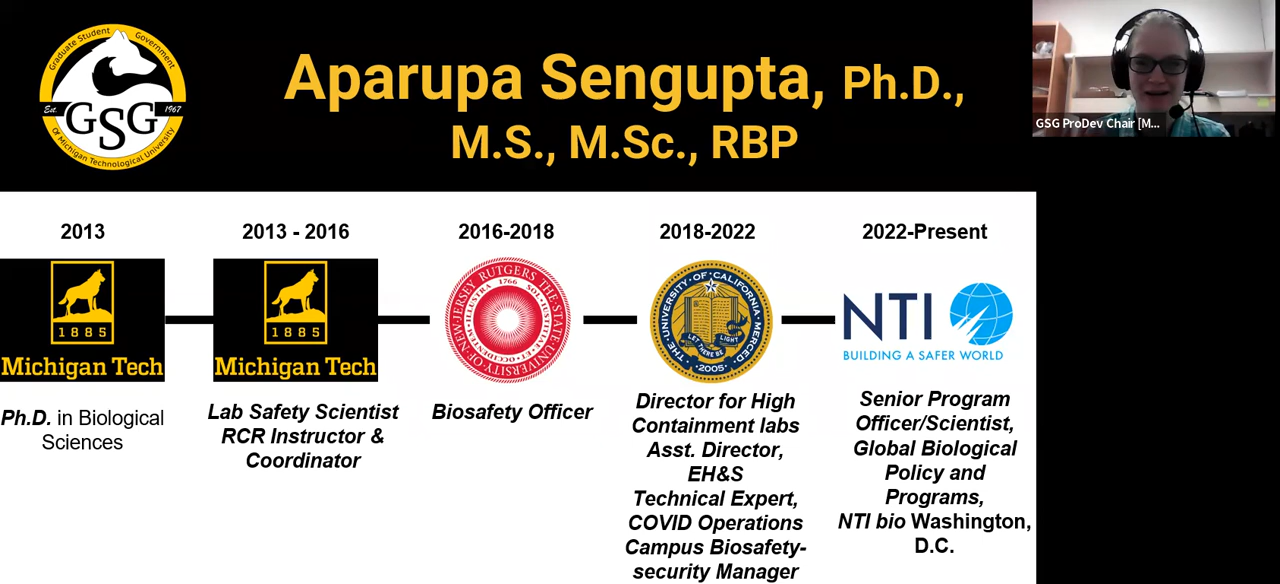 Graduate Student Government
Est. GSG 1967
Of Michigan Technological University
Aparupa Sengupta, Ph.D.,
M.S., M.Sc., RBP
GSG ProDev Chair [M...
2013
1885
Michigan Tech
Ph.D. in Biological
Sciences
2013 - 2016
1885
Michigan Tech
Lab Safety Scientist
RCR Instructor &
Coordinator
2016-2018
RUTGERS THE STATE UNIVERSITY OF NEW JERSEY
1766
SOL IUSTITIAE ET OCCIDENTEM ILLUSTRA
Biosafety Officer
2018-2022
THE UNIVERSITY OF CALIFORNIA MERCED
LET THERE BE LIGHT
2005
Director for High
Containment labs
Asst. Director,
EH&S
Technical Expert,
COVID Operations
Campus Biosafety-
security Manager
2022-Present
NTI
BUILDING A SAFER WORLD
Senior Program
Officer/Scientist,
Global Biological
Policy and
Programs,
NTI bio Washington,
D.C.